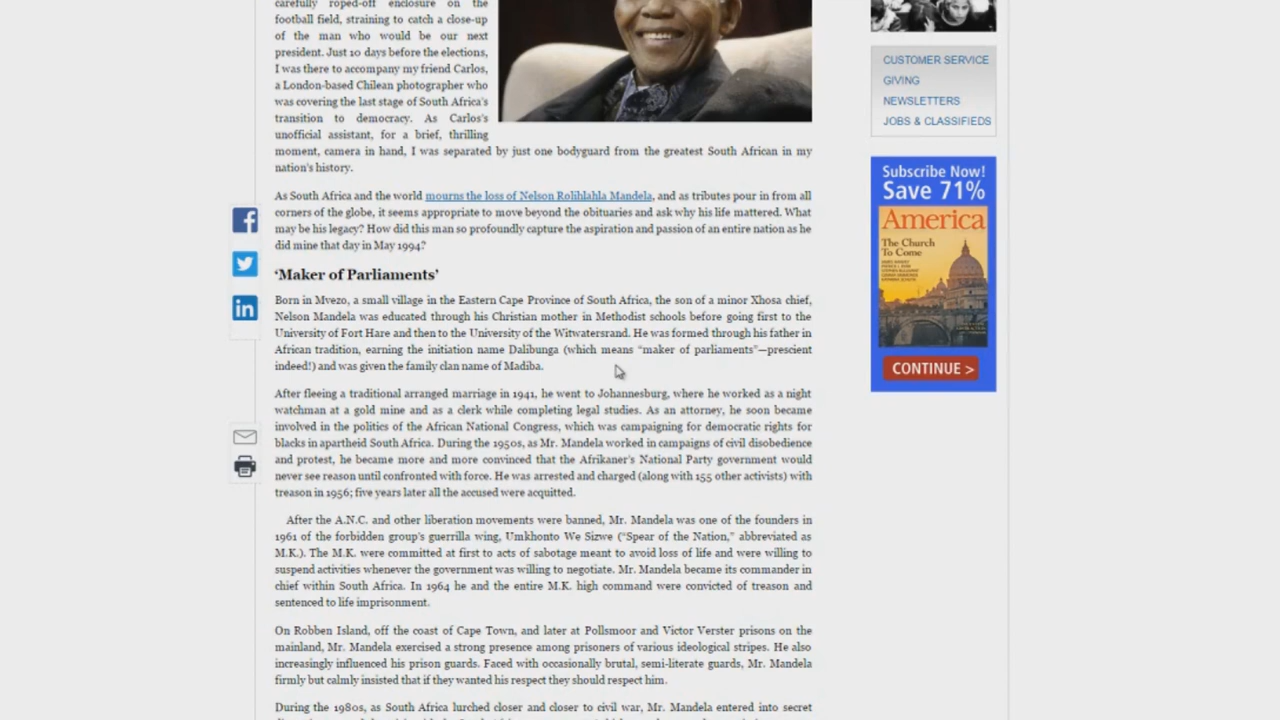 carefully roped-off enclosure on the
football field, straining to catch a close-up
of the man who would be our next
president. Just 10 days before the elections,
I was there to accompany my friend Carlos,
a London-based Chilean photographer who
was covering the last stage of South Africa's
transition to democracy. As Carlos's
unofficial assistant, for a brief, thrilling
moment, camera in hand, I was separated by just one bodyguard from the greatest South African in my
nation's history.
As South Africa and the world mourns the loss of Nelson Rolihlahla Mandela, and as tributes pour in from all
corners of the globe, it seems appropriate to move beyond the obituaries and ask why his life mattered. What
may be his legacy? How did this man so profoundly capture the aspiration and passion of an entire nation as he
did mine that day in May 1994?
‘Maker of Parliaments’
Born in Mvezo, a small village in the Eastern Cape Province of South Africa, the son of a minor Xhosa chief,
Nelson Mandela was educated through his Christian mother in Methodist schools before going first to the
University of Fort Hare and then to the University of the Witwatersrand. He was formed through his father in
African tradition, earning the initiation name Dalibunga (which means “maker of parliaments”—prescient
indeed!) and was given the family clan name of Madiba.
After fleeing a traditional arranged marriage in 1941, he went to Johannesburg, where he worked as a night
watchman at a gold mine and as a clerk while completing legal studies. As an attorney, he soon became
involved in the politics of the African National Congress, which was campaigning for democratic rights for
blacks in apartheid South Africa. During the 1950s, as Mr. Mandela worked in campaigns of civil disobedience
and protest, he became more and more convinced that the Afrikaner's National Party government would
never see reason until confronted with force. He was arrested and charged (along with 155 other activists) with
treason in 1956; five years later all the accused were acquitted.
After the A.N.C. and other liberation movements were banned, Mr. Mandela was one of the founders in
1961 of the forbidden group's guerrilla wing, Umkhonto We Sizwe (“Spear of the Nation,” abbreviated as
M.K.). The M.K. were committed at first to acts of sabotage meant to avoid loss of life and were willing to
suspend activities whenever the government was willing to negotiate. Mr. Mandela became its commander in
chief within South Africa. In 1964 he and the entire M.K. high command were convicted of treason and
sentenced to life imprisonment.
On Robben Island, off the coast of Cape Town, and later at Pollsmoor and Victor Verster prisons on the
mainland, Mr. Mandela exercised a strong presence among prisoners of various ideological stripes. He also
increasingly influenced his prison guards. Faced with occasionally brutal, semi-literate guards, Mr. Mandela
firmly but calmly insisted that if they wanted his respect they should respect him.
During the 1980s, as South Africa lurched closer and closer to civil war, Mr. Mandela entered into secret
CUSTOMER SERVICE
GIVING
NEWSLETTERS
JOBS & CLASSIFIEDS
Subscribe Now!
Save 71%
America
The Church
To Come
CONTINUE >